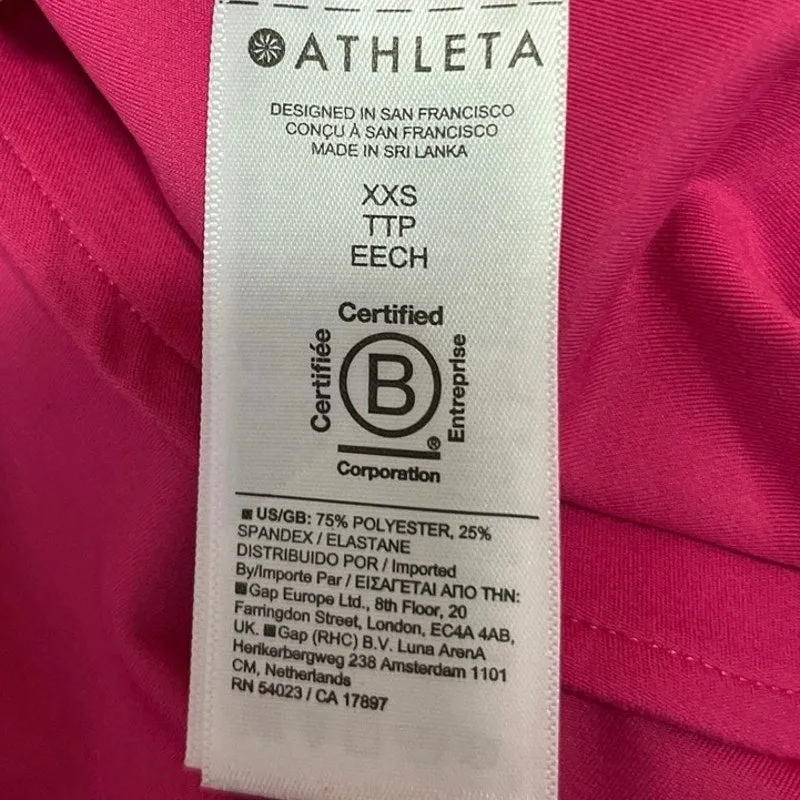 ATHLETA
DESIGNED IN SAN FRANCISCO
CONÇU À SAN FRANCISCO
MADE IN SRI LANKA
XXS
TTP
EECH
Certified
Certifiée
B
Entreprise
®
Corporation
US/GB: 75% POLYESTER, 25%
SPANDEX / ELASTANE
DISTRIBUIDO POR / Imported
By/Importe Par / ΕΙΣΑΓΕΤΑΙ ΑΠΟ ΤΗΝ:
Gap Europe Ltd., 8th Floor, 20
Farringdon Street, London, EC4A 4AB,
UK. Gap (RHC) B.V. Luna ArenA
Herikerbergweg 238 Amsterdam 1101
CM, Netherlands
RN 54023 / CA 17897